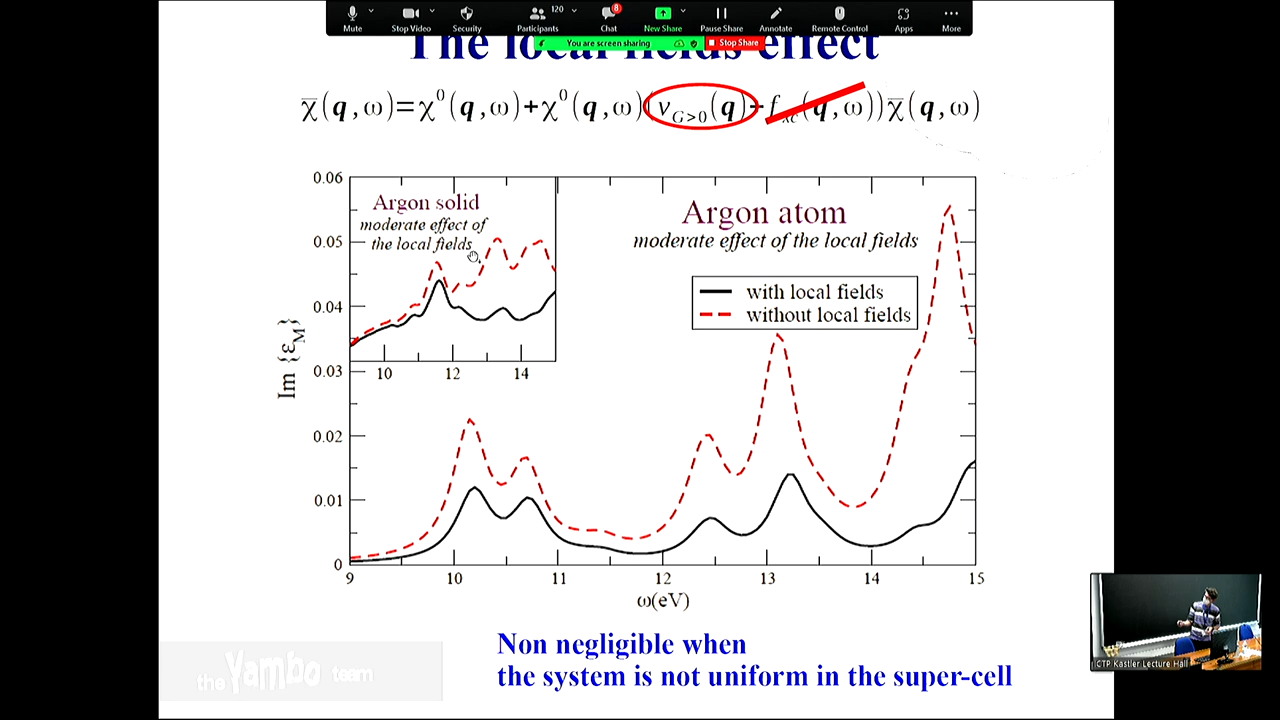 120
8
Mute
Stop Video
Security
Participants
Chat
New Share
Pause Share
Annotate
Remote Control
Apps
More
You are screen sharing
Stop Share
The local fields effect
χ̅(q,ω)=χ⁰(q,ω)+χ⁰(q,ω)(v_{G>0}(q)+f_{xc}(q,ω))χ̅(q,ω)
0.06
0.05
0.04
0.03
0.02
0.01
0
Im {ε_M}
Argon solid
moderate effect of
the local fields
10 12 14
Argon atom
moderate effect of the local fields
with local fields
without local fields
9 10 11 12 13 14 15
ω(eV)
Non negligible when
the system is not uniform in the super-cell
the Yambo team
ICTP Kastler Lecture Hall